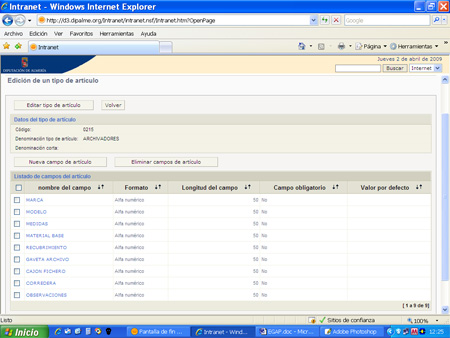 Intranet - Windows Internet Explorer
http://d3.dipalme.org/Intranet/intranet.nsf/Intranet.htm?OpenPage
Google
Archivo Edición Ver Favoritos Herramientas Ayuda
Intranet
Página Herramientas
DIPUTACIÓN DE ALMERÍA
Jueves 2 de abril de 2009
Buscar Internet
Edición de un tipo de artículo
Editar tipo de artículo Volver
Datos del tipo de artículo
Código: 0215
Denominación tipo de artículo: ARCHIVADORES
Denominación corta:
Nueva campo de artículo Eliminar campos de artículo
Listado de campos del artículo
nombre del campo Formato Longitud del campo Campo obligatorio Valor por defecto
MARCA Alfa numérico 50 No
MODELO Alfa numérico 50 No
MEDIDAS Alfa numérico 50 No
MATERIAL BASE Alfa numérico 50 No
RECUBRIMIENTO Alfa numérico 50 No
GAVETA ARCHIVO Alfa numérico 50 No
CAJON FICHERO Alfa numérico 50 No
CORREDERA Alfa numérico 50 No
OBSERVACIONES Alfa numérico 50 No
[ 1 a 9 de 9]
Listo Sitios de confianza 100%
Inicio Pantalla de fin ... Intranet - Wind... EGAP.doc - Micr... Adobe Photoshop 12:25